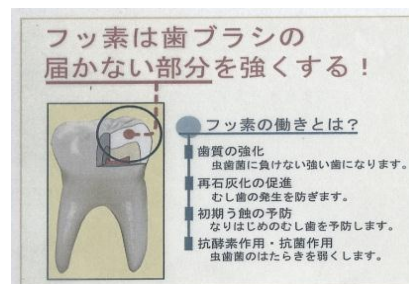 フッ素は歯ブラシの
届かない部分を強くする！
フッ素の働きとは？
歯質の強化
虫歯菌に負けない強い歯になります。
再石灰化の促進
むし歯の発生を防ぎます。
初期う蝕の予防
なりはじめのむし歯を予防します。
抗酵素作用・抗菌作用
虫歯菌のはたらきを弱くします。